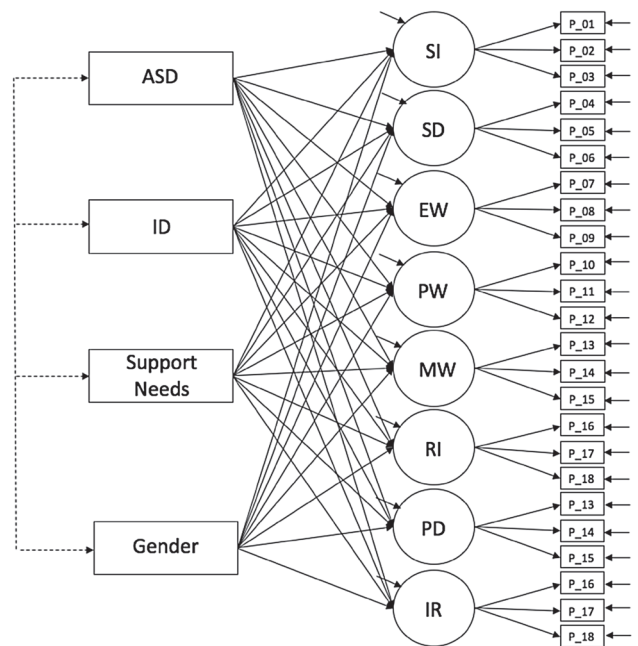 ASD
ID
Support
Needs
Gender
SI
SD
EW
PW
MW
RI
PD
IR
P_01
P_02
P_03
P_04
P_05
P_06
P_07
P_08
P_09
P_10
P_11
P_12
P_13
P_14
P_15
P_16
P_17
P_18
P_13
P_14
P_15
P_16
P_17
P_18